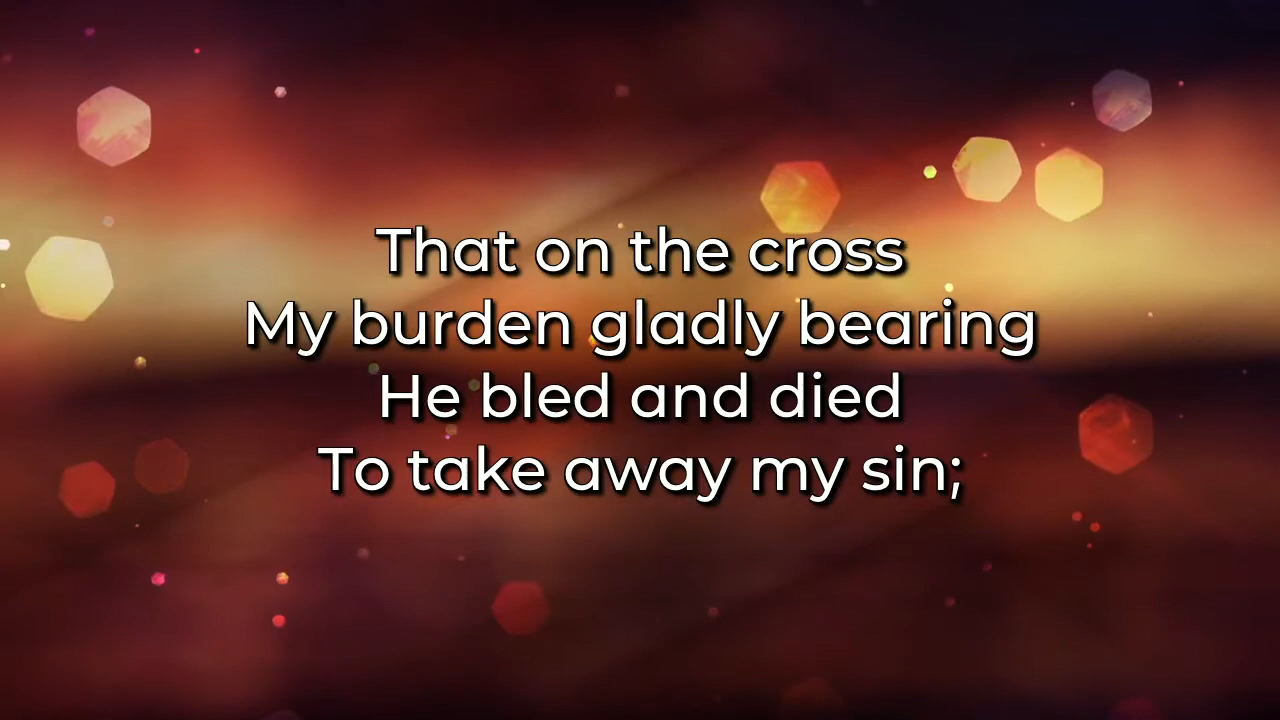 That on the cross
My burden gladly bearing
He bled and died
To take away my sin;